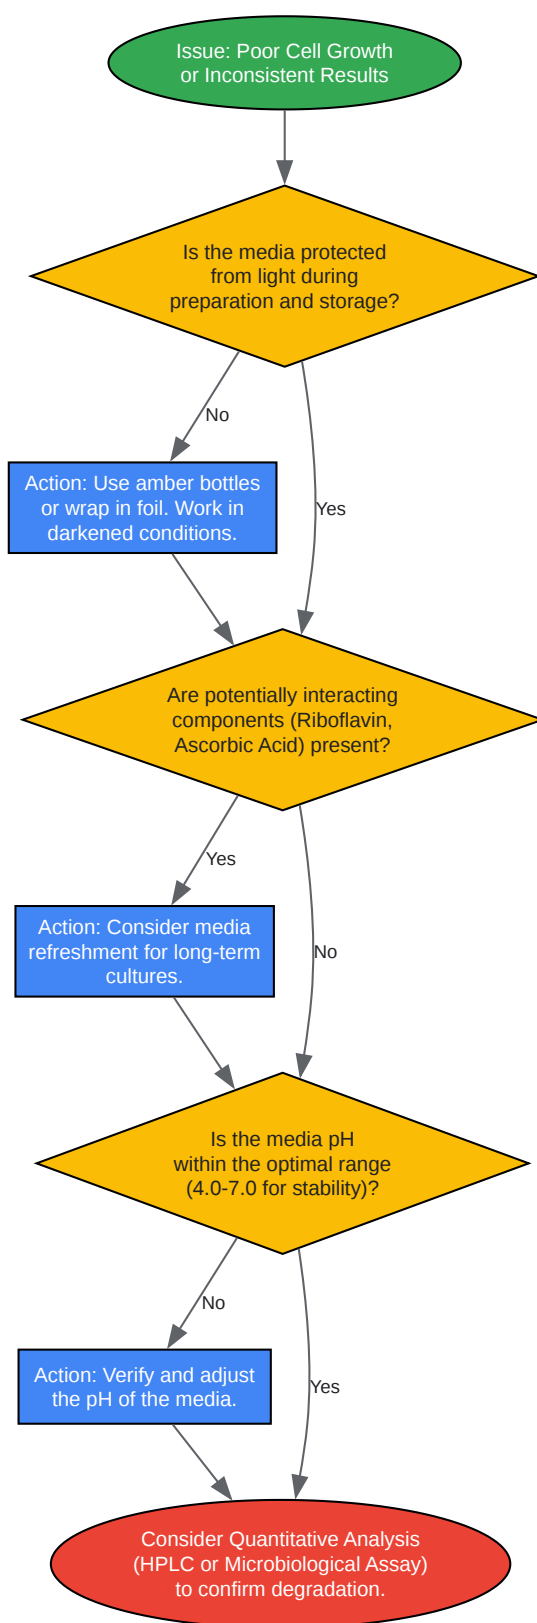 Issue: Poor Cell Growth
or Inconsistent Results
Is the media protected
from light during
preparation and storage?
No
Action: Use amber bottles
or wrap in foil. Work in
darkened conditions.
Yes
Are potentially interacting
components (Riboflavin,
Ascorbic Acid) present?
Yes
Action: Consider media
refreshment for long-term
cultures.
No
Is the media pH
within the optimal range
(4.0-7.0 for stability)?
No
Action: Verify and adjust
the pH of the media.
Yes
Consider Quantitative Analysis
(HPLC or Microbiological Assay)
to confirm degradation.